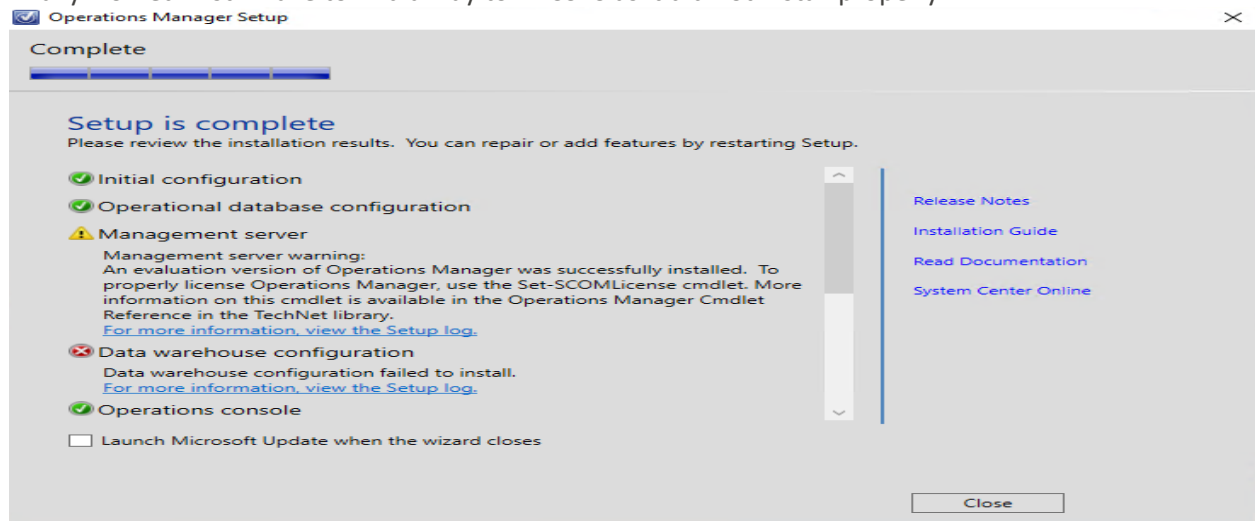 Operations Manager Setup
Complete
Setup is complete
Please review the installation results. You can repair or add features by restarting Setup.
Initial configuration
Operational database configuration
Management server
Management server warning:
An evaluation version of Operations Manager was successfully installed. To
properly license Operations Manager, use the Set-SCOMLicense cmdlet. More
information on this cmdlet is available in the Operations Manager Cmdlet
Reference in the TechNet library.
For more information, view the Setup log.
Data warehouse configuration
Data warehouse configuration failed to install.
For more information, view the Setup log.
Operations console
Launch Microsoft Update when the wizard closes
Release Notes
Installation Guide
Read Documentation
System Center Online
Close